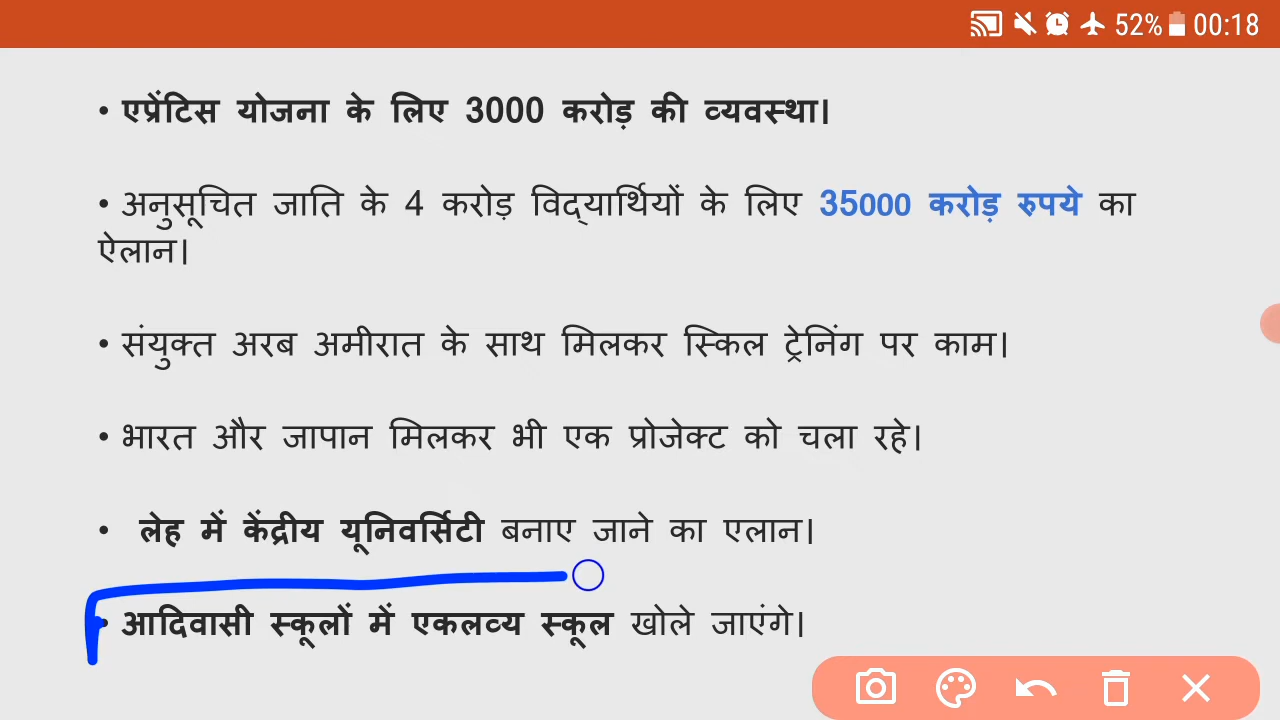 52% 00:18
• एप्रेंटिस योजना के लिए 3000 करोड़ की व्यवस्था।
• अनुसूचित जाति के 4 करोड़ विद्यार्थियों के लिए 35000 करोड़ रुपये का
ऐलान।
• संयुक्त अरब अमीरात के साथ मिलकर स्किल ट्रेनिंग पर काम।
• भारत और जापान मिलकर भी एक प्रोजेक्ट को चला रहे।
• लेह में केंद्रीय यूनिवर्सिटी बनाए जाने का एलान।
• आदिवासी स्कूलों में एकलव्य स्कूल खोले जाएंगे।